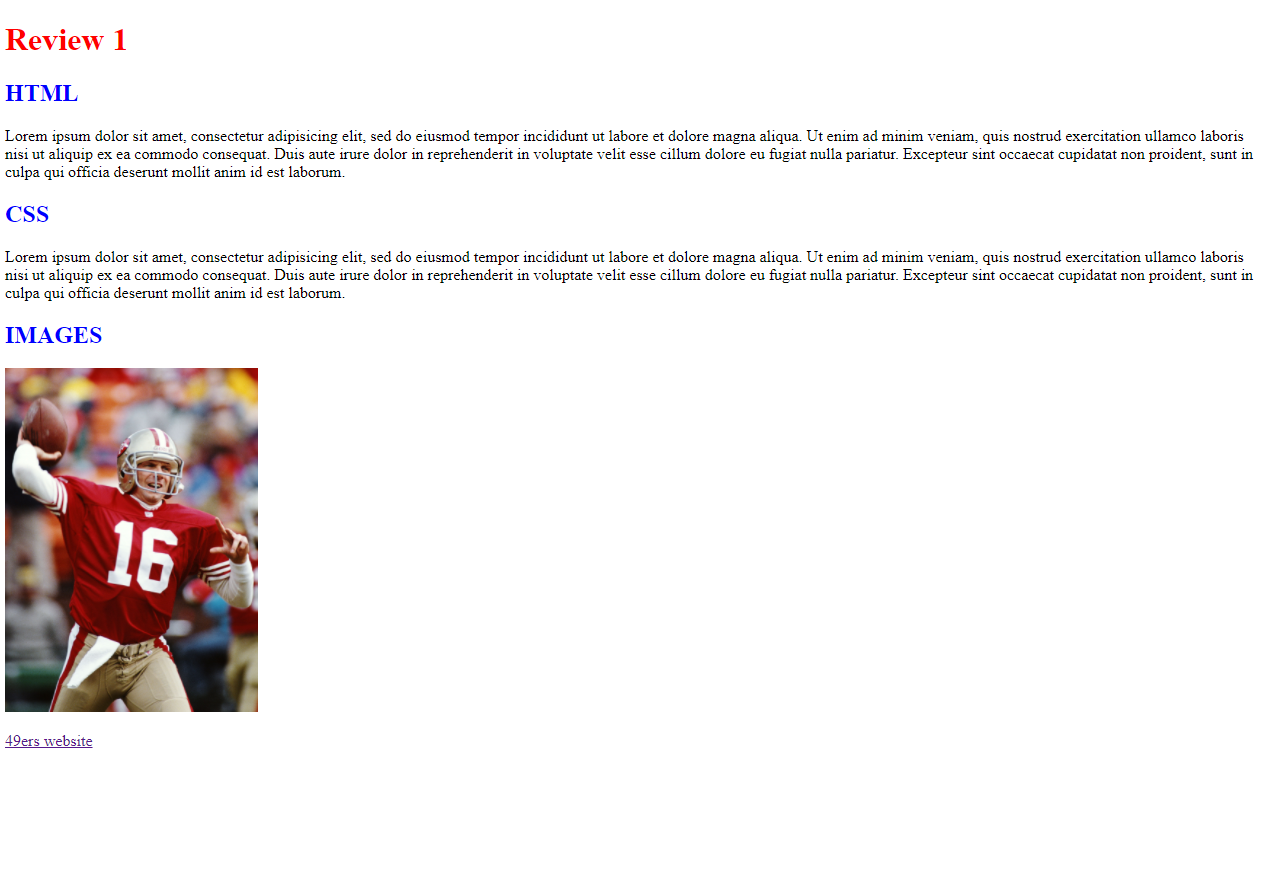 Review 1
HTML
Lorem ipsum dolor sit amet, consectetur adipisicing elit, sed do eiusmod tempor incididunt ut labore et dolore magna aliqua. Ut enim ad minim veniam, quis nostrud exercitation ullamco laboris
nisi ut aliquip ex ea commodo consequat. Duis aute irure dolor in reprehenderit in voluptate velit esse cillum dolore eu fugiat nulla pariatur. Excepteur sint occaecat cupidatat non proident, sunt in
culpa qui officia deserunt mollit anim id est laborum.
CSS
Lorem ipsum dolor sit amet, consectetur adipisicing elit, sed do eiusmod tempor incididunt ut labore et dolore magna aliqua. Ut enim ad minim veniam, quis nostrud exercitation ullamco laboris
nisi ut aliquip ex ea commodo consequat. Duis aute irure dolor in reprehenderit in voluptate velit esse cillum dolore eu fugiat nulla pariatur. Excepteur sint occaecat cupidatat non proident, sunt in
culpa qui officia deserunt mollit anim id est laborum.
IMAGES
16
49ers website